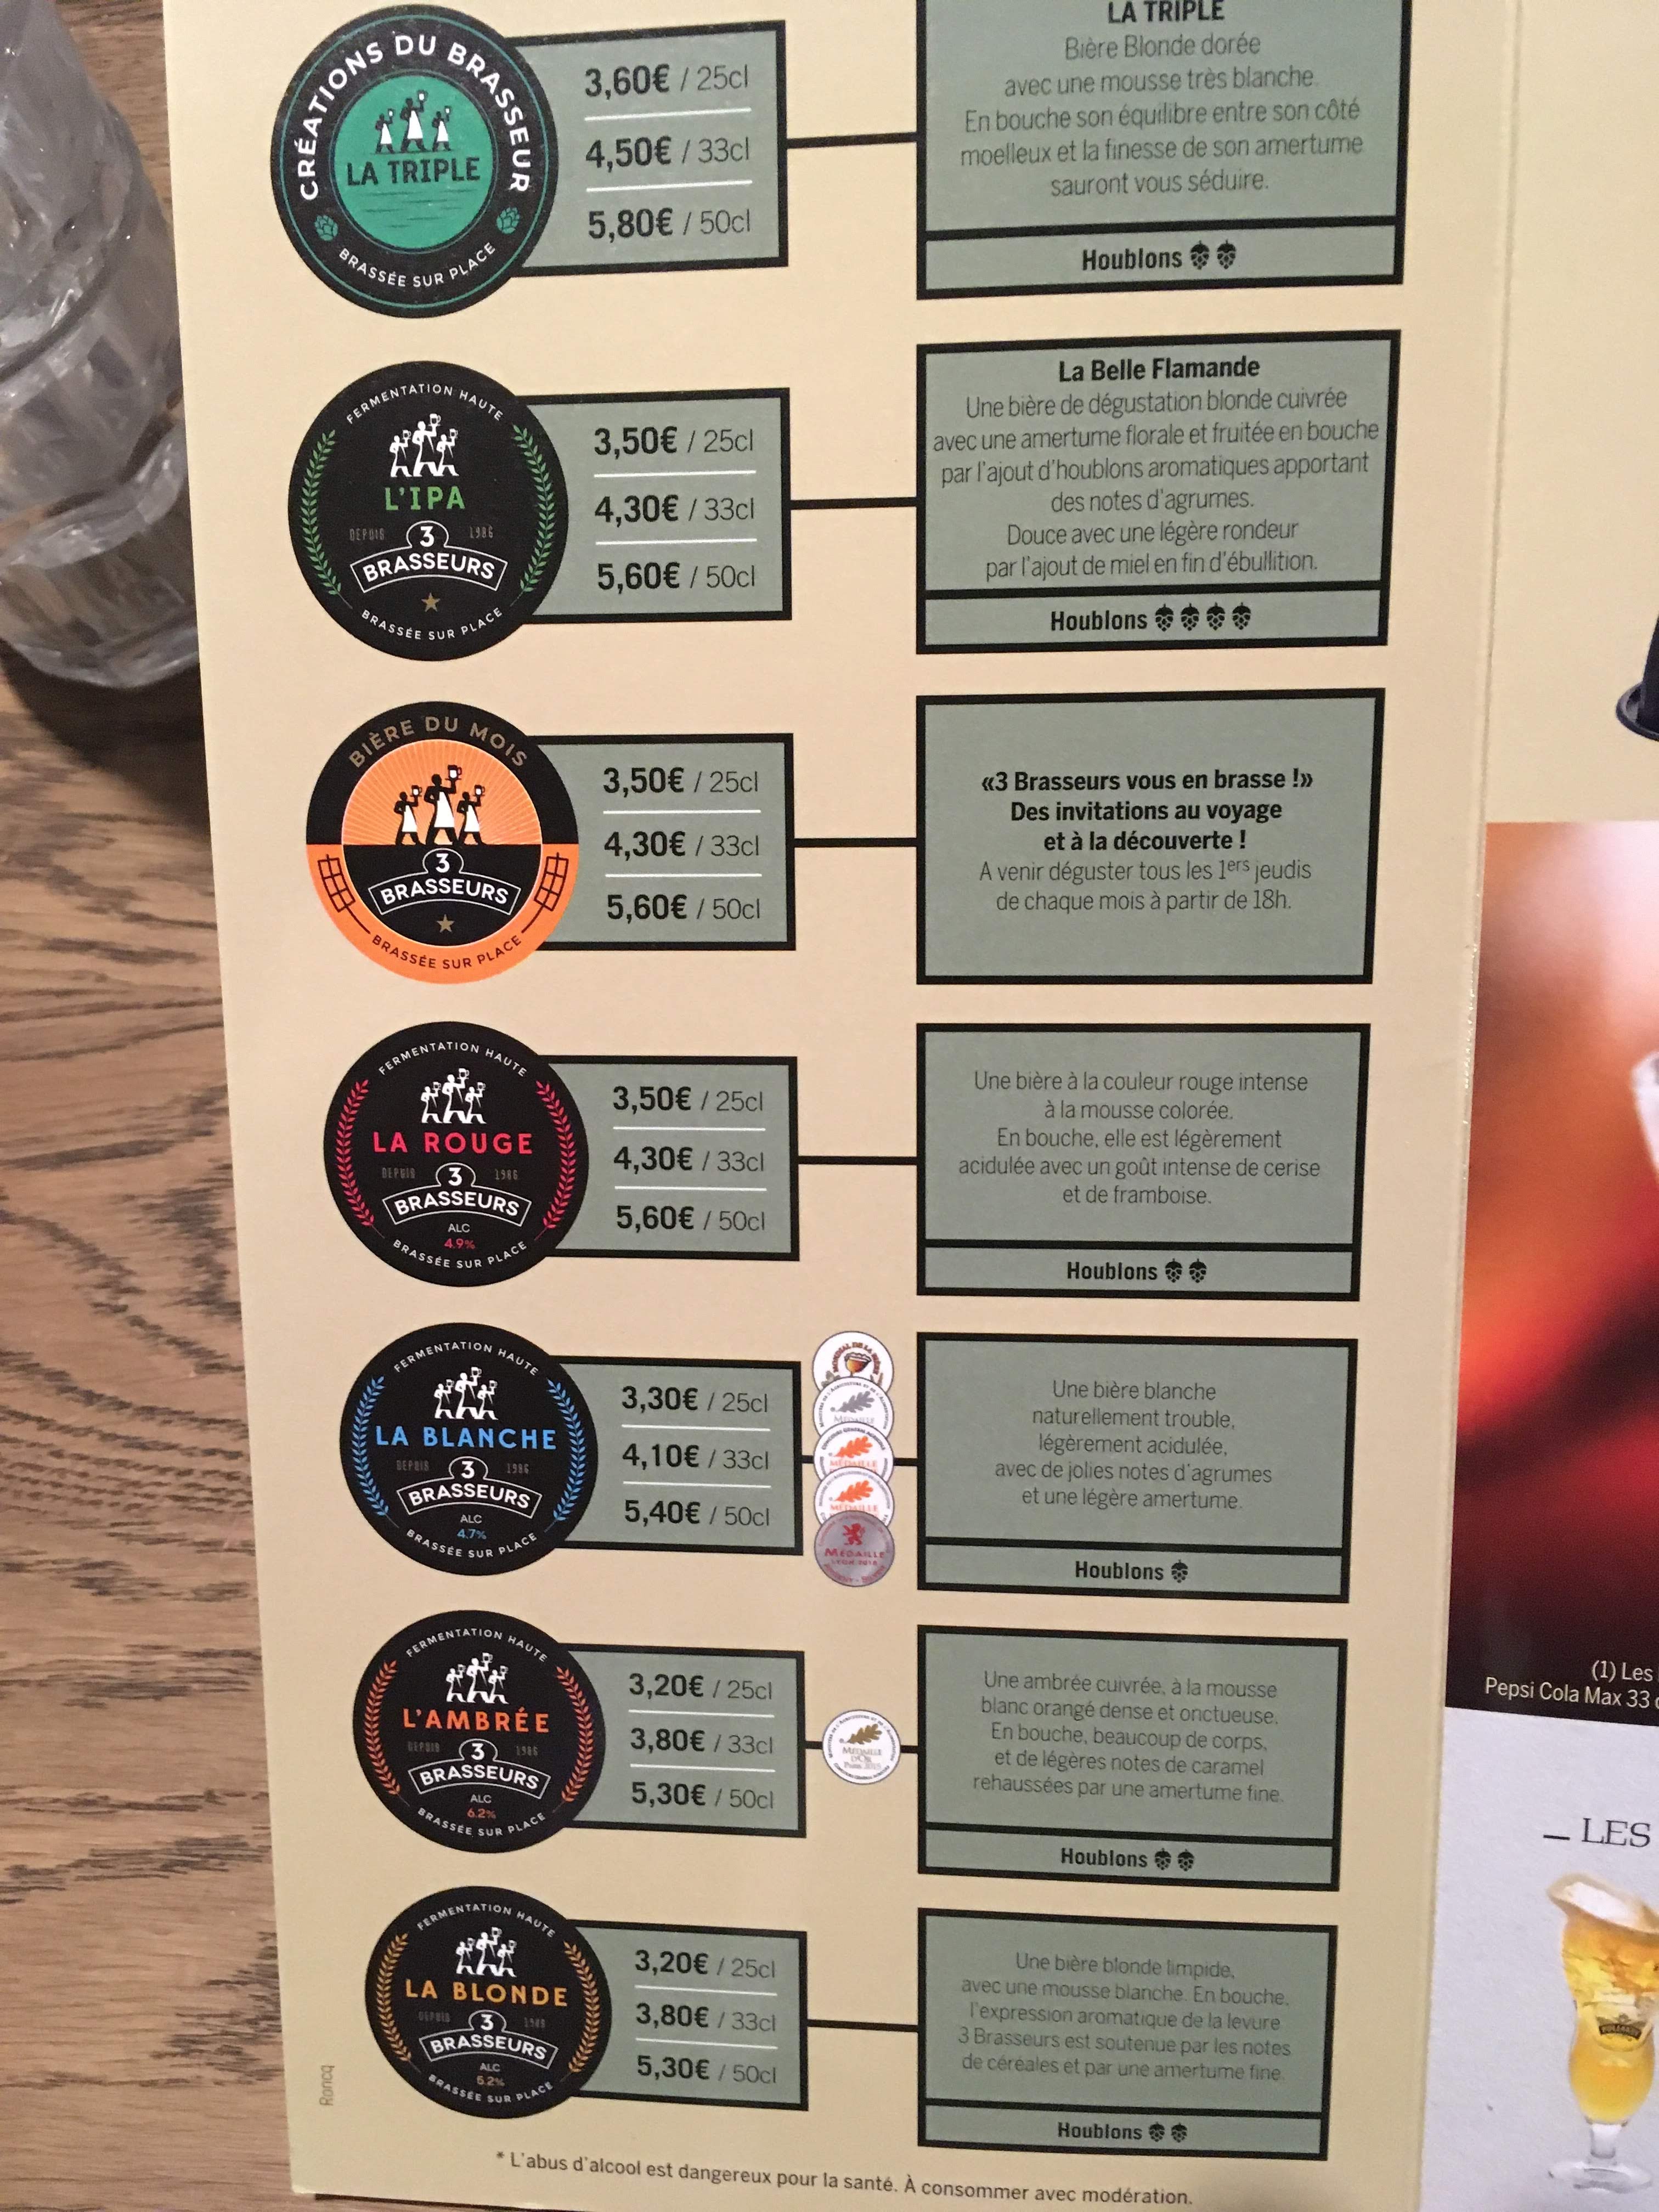 CRÉATIONS DU BRASSEUR
LA TRIPLE
BRASSÉE SUR PLACE
3,60€ / 25cl
4,50€ / 33cl
5,80€ / 50cl
LA TRIPLE
Bière Blonde dorée
avec une mousse très blanche.
En bouche son équilibre entre son côté
moelleux et la finesse de son amertume
sauront vous séduire.
Houblons
FERMENTATION HAUTE
L'IPA
DEPUIS 1986
3
BRASSEURS
BRASSÉE SUR PLACE
3,50€ / 25cl
4,30€ / 33cl
5,60€ / 50cl
La Belle Flamande
Une bière de dégustation blonde cuivrée
avec une amertume florale et fruitée en bouche
par l'ajout d'houblons aromatiques apportant
des notes d'agrumes.
Douce avec une légère rondeur
par l'ajout de miel en fin d'ébullition.
Houblons
BIÈRE DU MOIS
3
BRASSEURS
BRASSÉE SUR PLACE
3,50€ / 25cl
4,30€ / 33cl
5,60€ / 50cl
«3 Brasseurs vous en brasse !»
Des invitations au voyage
et à la découverte !
A venir déguster tous les 1ers jeudis
de chaque mois à partir de 18h.
FERMENTATION HAUTE
LA ROUGE
DEPUIS 1986
3
BRASSEURS
ALC
4.9%
BRASSÉE SUR PLACE
3,50€ / 25cl
4,30€ / 33cl
5,60€ / 50cl
Une bière à la couleur rouge intense
à la mousse colorée.
En bouche, elle est légèrement
acidulée avec un goût intense de cerise
et de framboise.
Houblons
FERMENTATION HAUTE
LA BLANCHE
DEPUIS 1986
3
BRASSEURS
ALC
4.7%
BRASSÉE SUR PLACE
3,30€ / 25cl
4,10€ / 33cl
5,40€ / 50cl
MONDIAL DE LA BIÈRE
MÉDAILLE
MÉDAILLE
MÉDAILLE
Une bière blanche
naturellement trouble,
légèrement acidulée,
avec de jolies notes d'agrumes
et une légère amertume.
Houblons
FERMENTATION HAUTE
L'AMBRÉE
DEPUIS 1986
3
BRASSEURS
ALC
6.2%
BRASSÉE SUR PLACE
3,20€ / 25cl
3,80€ / 33cl
5,30€ / 50cl
MÉDAILLE
D'OR
Une ambrée cuivrée, à la mousse
blanc orangé dense et onctueuse.
En bouche, beaucoup de corps,
et de légères notes de caramel
rehaussées par une amertume fine.
Houblons
FERMENTATION HAUTE
LA BLONDE
DEPUIS 1986
3
BRASSEURS
ALC
BRASSÉE SUR PLACE
3,20€ / 25cl
3,80€ / 33cl
5,30€ / 50cl
Une bière blonde limpide,
avec une mousse blanche. En bouche,
l'expression aromatique de la levure
3 Brasseurs est soutenue par les notes
de céréales et par une amertume fine.
Houblons
Roncq
* L'abus d'alcool est dangereux pour la santé. À consommer avec modération.
(1) Les
Pepsi Cola Max 33
LES